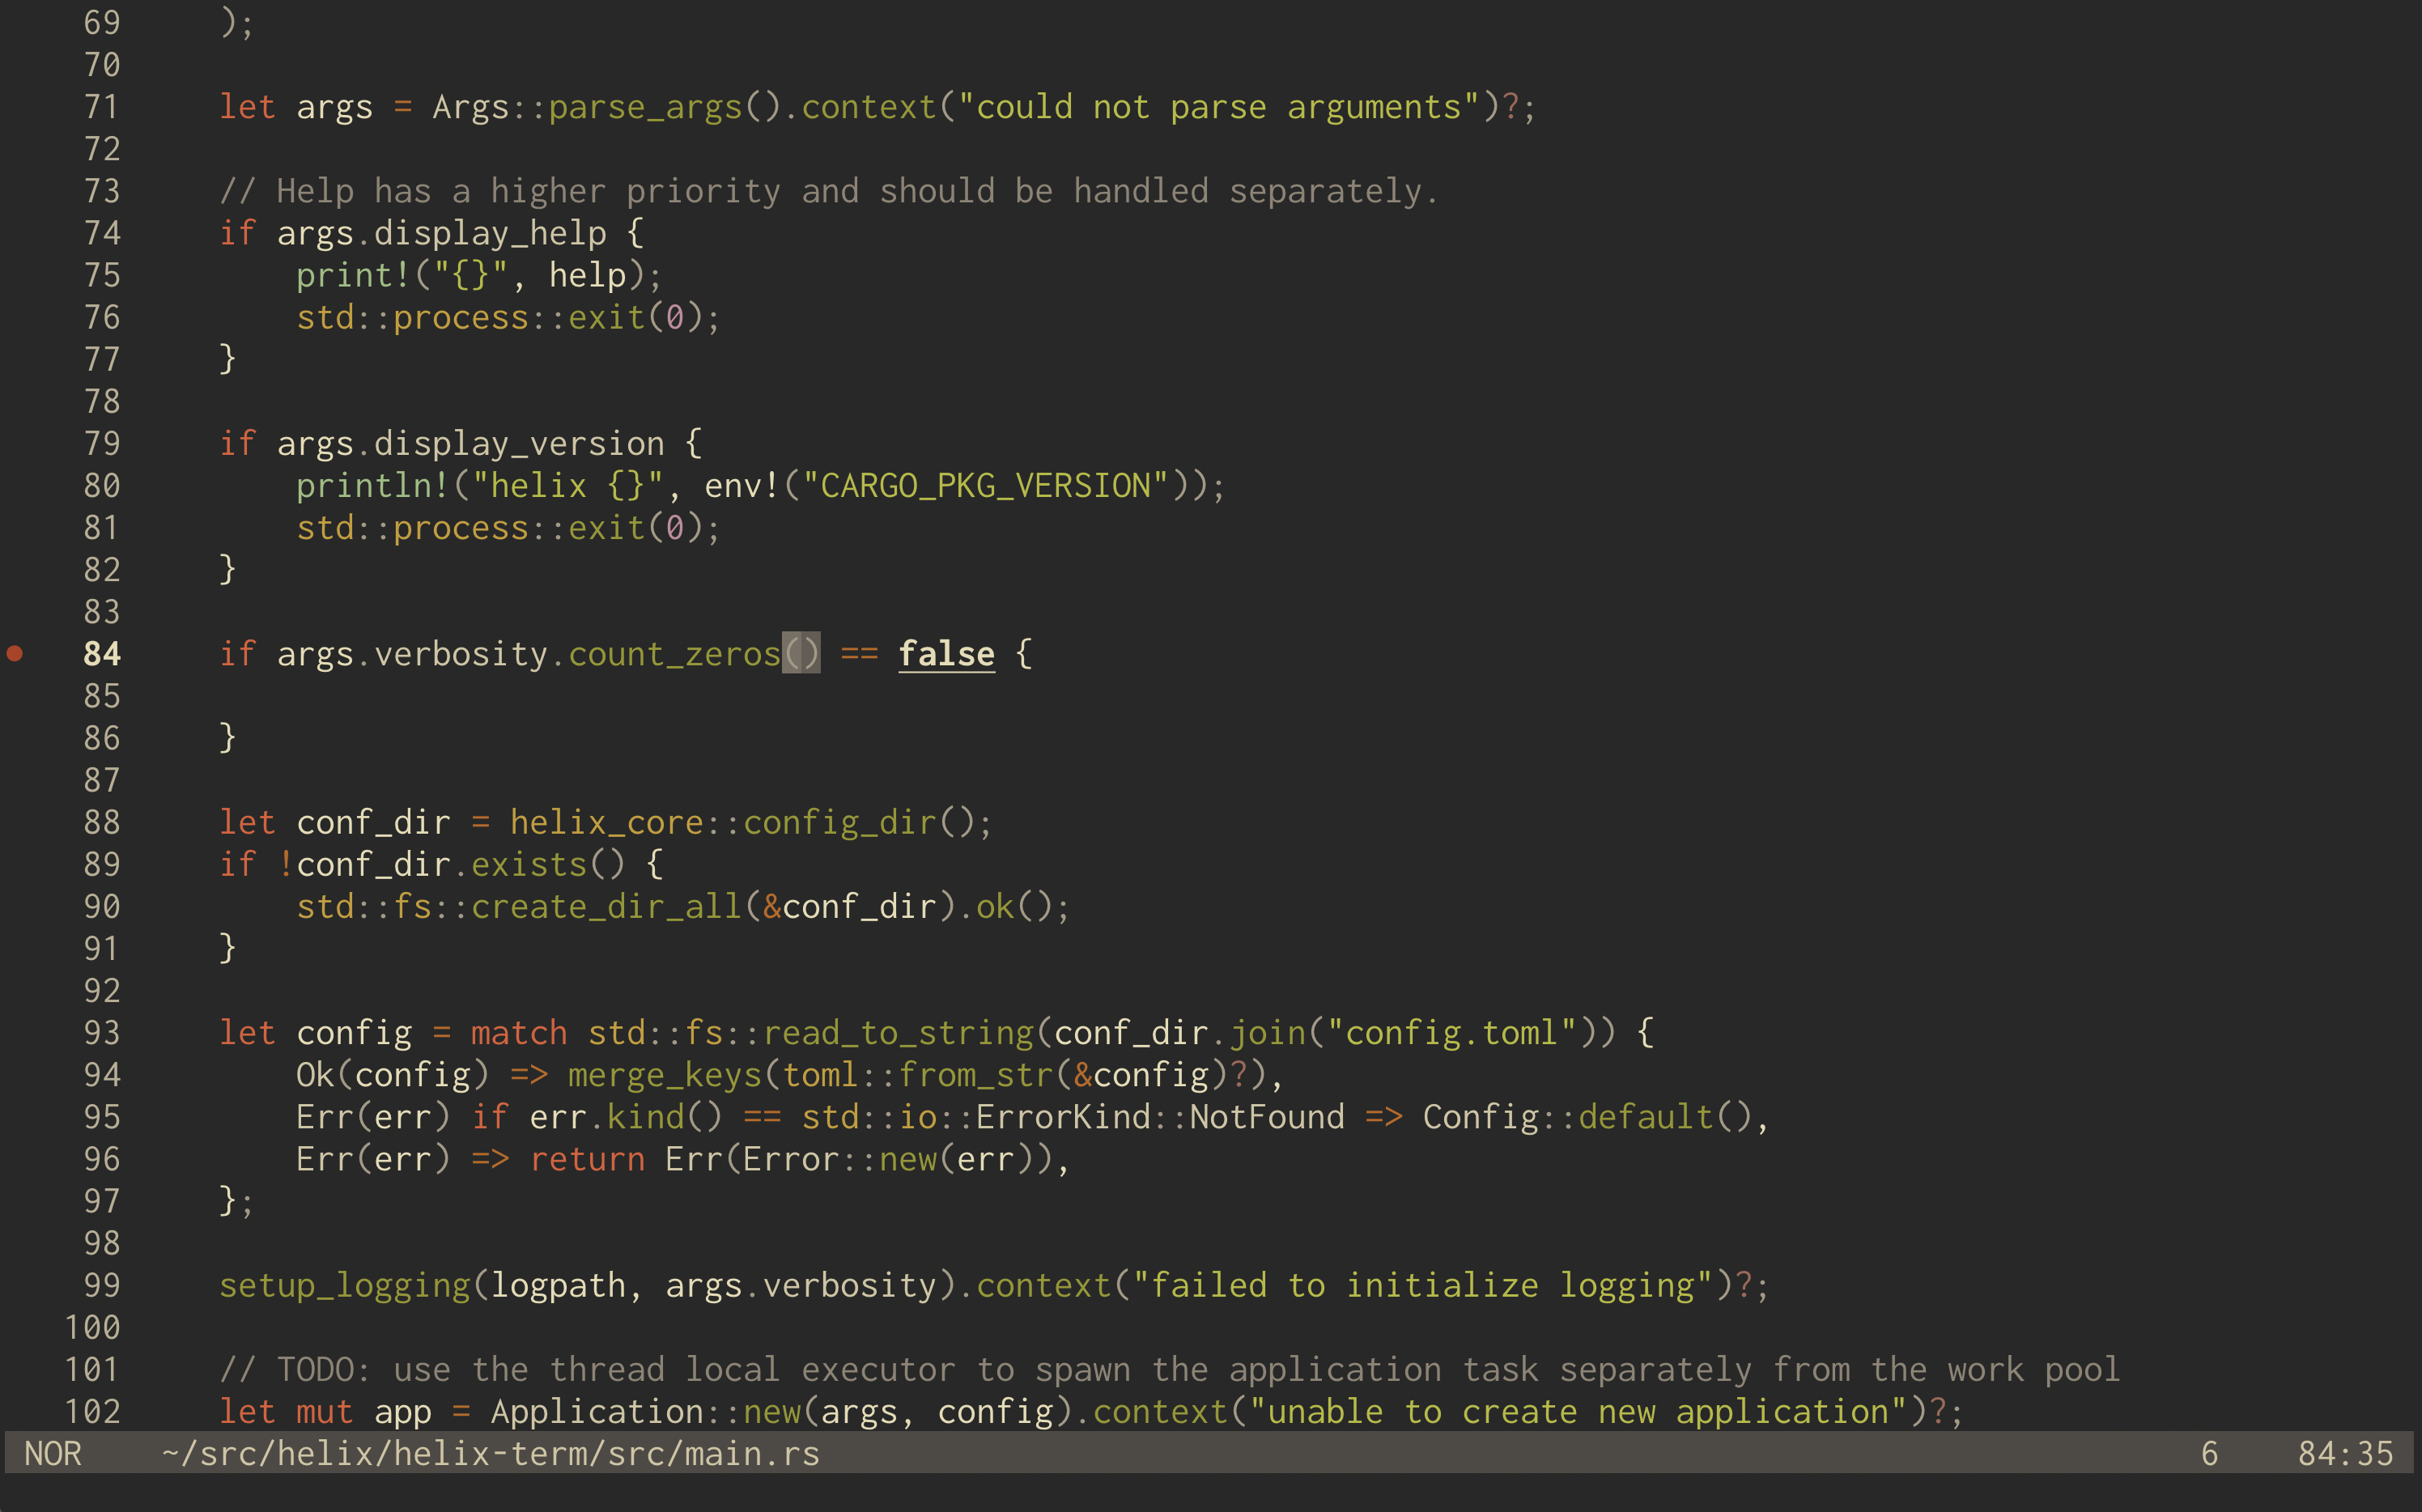 69     );
70
71     let args = Args::parse_args().context("could not parse arguments")?;
72
73     // Help has a higher priority and should be handled separately.
74     if args.display_help {
75         print!("{}", help);
76         std::process::exit(0);
77     }
78
79     if args.display_version {
80         println!("helix {}", env!("CARGO_PKG_VERSION"));
81         std::process::exit(0);
82     }
83
● 84     if args.verbosity.count_zeros() == false {
85
86     }
87
88     let conf_dir = helix_core::config_dir();
89     if !conf_dir.exists() {
90         std::fs::create_dir_all(&conf_dir).ok();
91     }
92
93     let config = match std::fs::read_to_string(conf_dir.join("config.toml")) {
94         Ok(config) => merge_keys(toml::from_str(&config)?),
95         Err(err) if err.kind() == std::io::ErrorKind::NotFound => Config::default(),
96         Err(err) => return Err(Error::new(err)),
97     };
98
99     setup_logging(logpath, args.verbosity).context("failed to initialize logging")?;
100
101     // TODO: use the thread local executor to spawn the application task separately from the work pool
102     let mut app = Application::new(args, config).context("unable to create new application")?;
NOR    ~/src/helix/helix-term/src/main.rs    6    84:35